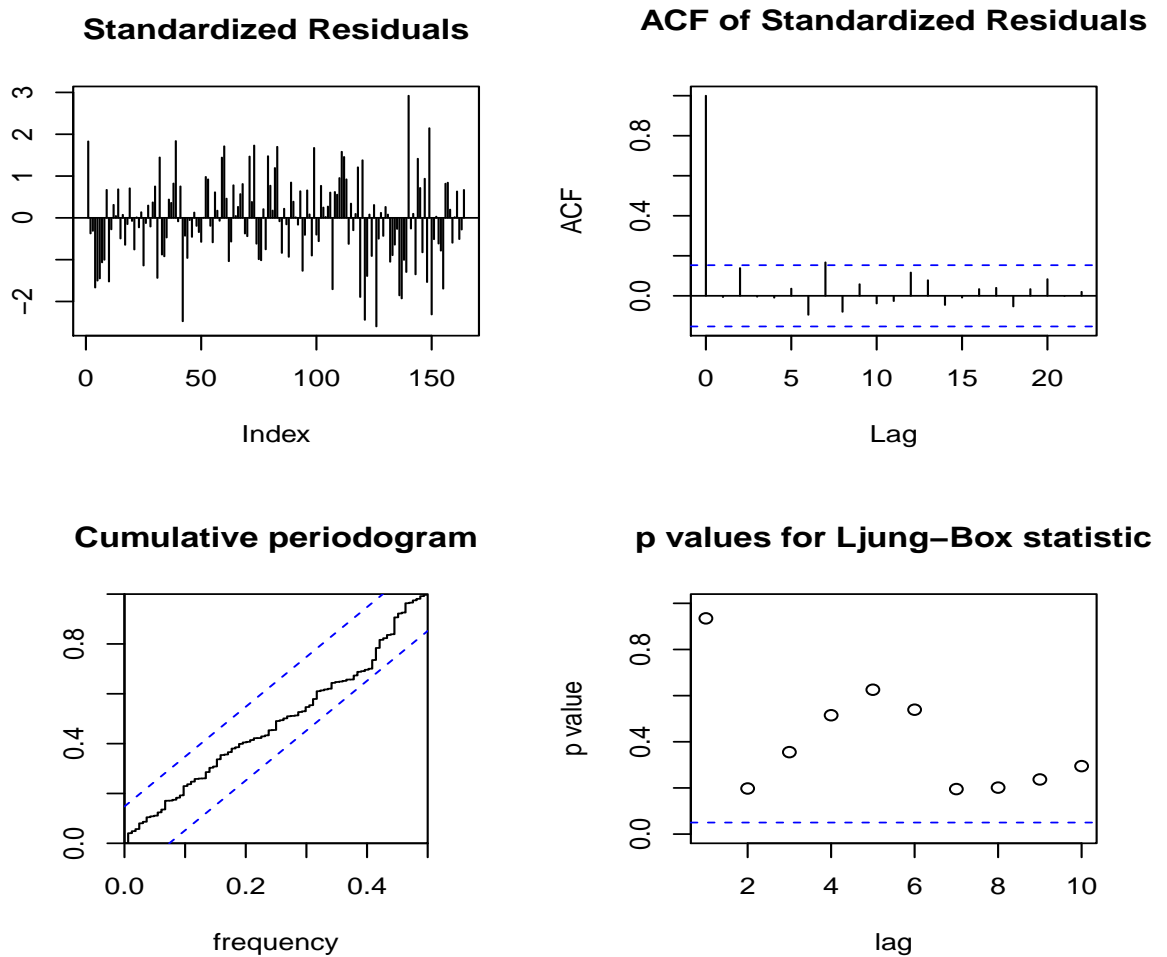 Standardized Residuals
3
2
1
0
−2
0 50 100 150
Index
ACF of Standardized Residuals
ACF
0.8
0.4
0.0
0 5 10 15 20
Lag
Cumulative periodogram
0.8
0.4
0.0
0.0 0.2 0.4
frequency
p values for Ljung−Box statistic
p value
0.8
0.4
0.0
2 4 6 8 10
lag